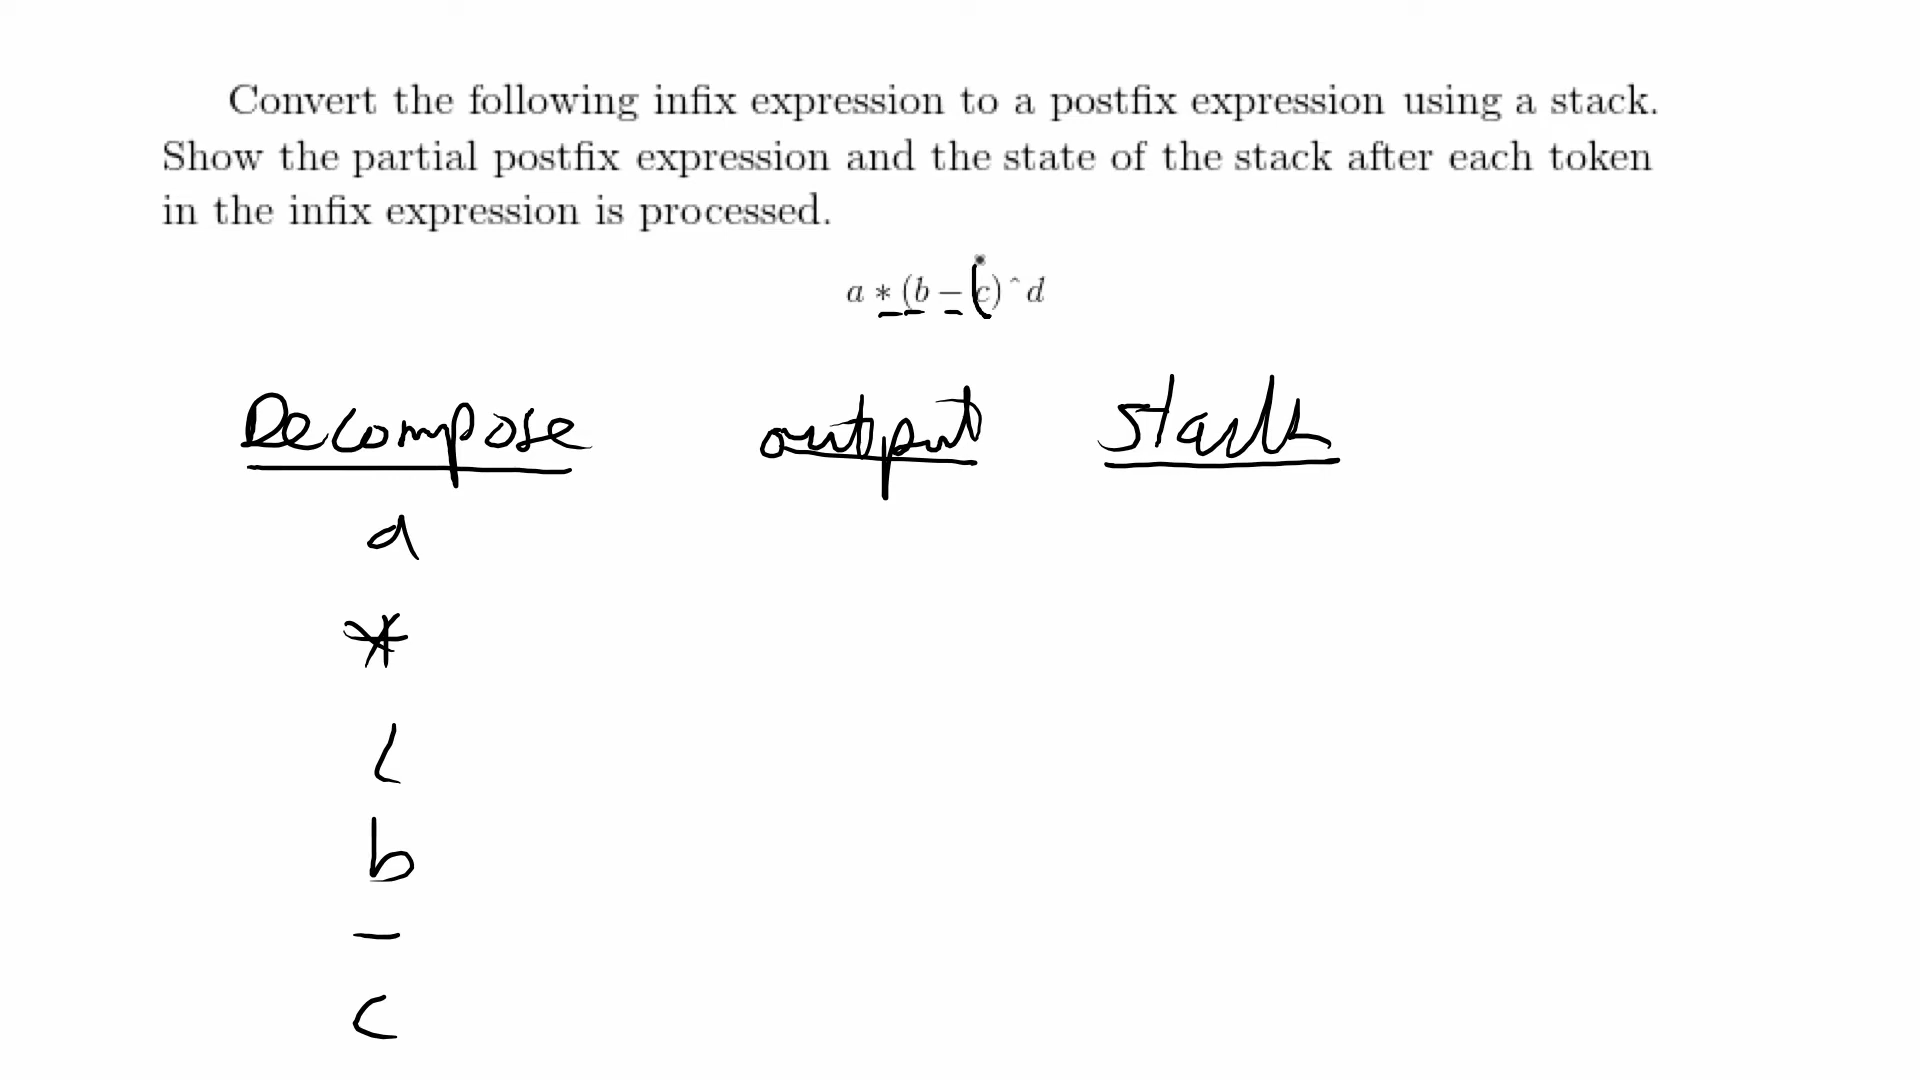 Convert the following infix expression to a postfix expression using a stack.
Show the partial postfix expression and the state of the stack after each token
in the infix expression is processed.
a * (b − c)ˆd
Decompose output stack
a
*
(
b
−
c